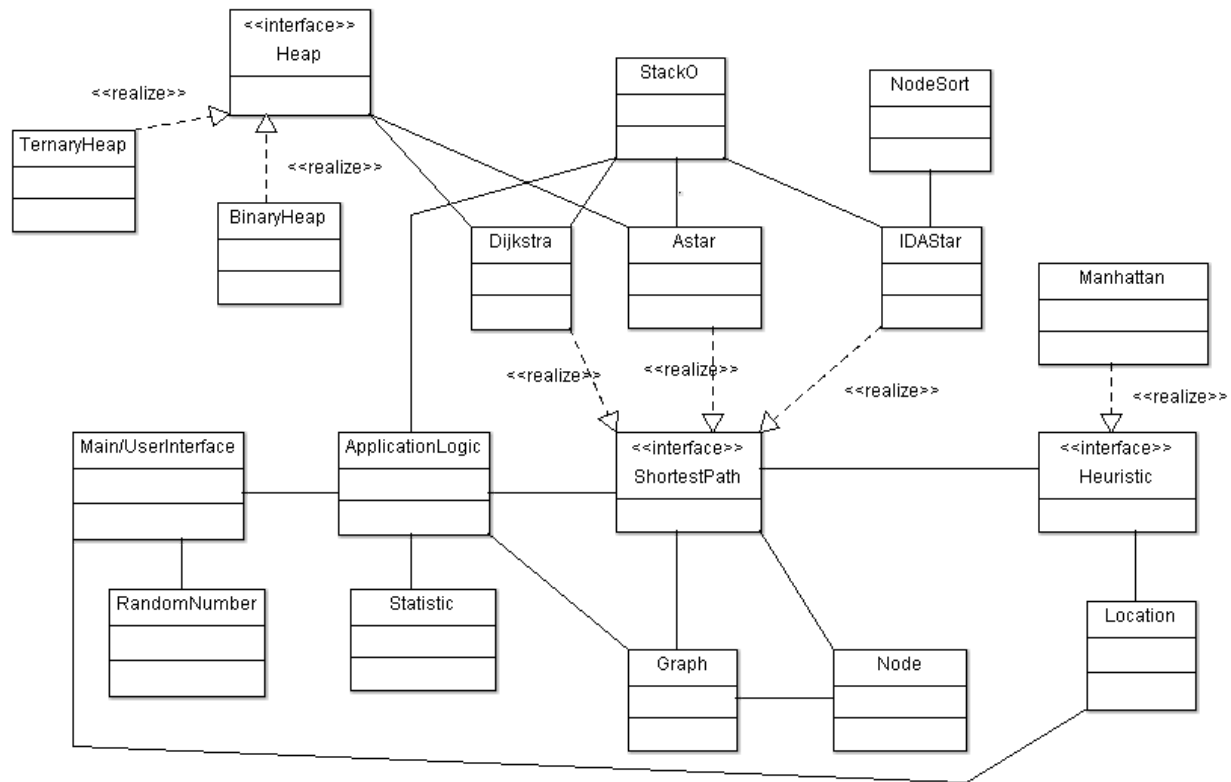 <<interface>>
Heap
StackO
NodeSort
<<realize>>
TernaryHeap
<<realize>>
BinaryHeap
Dijkstra
Astar
IDAStar
Manhattan
<<realize>>
<<realize>>
<<realize>>
<<realize>>
Main/UserInterface
ApplicationLogic
<<interface>>
ShortestPath
<<interface>>
Heuristic
RandomNumber
Statistic
Location
Graph
Node